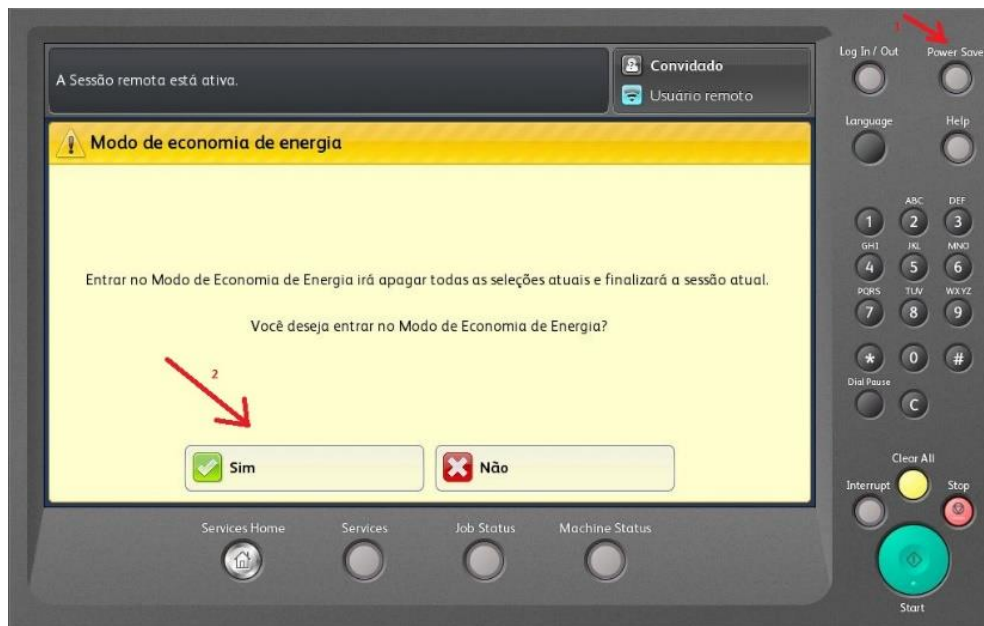 1
Log In / Out
Power Save
A Sessão remota está ativa.
Convidado
Usuário remoto
Language
Help
Modo de economia de energia
ABC
DEF
1
2
3
GHI
JKL
MNO
4
5
6
Entrar no Modo de Economia de Energia irá apagar todas as seleções atuais e finalizará a sessão atual.
PQRS
TUV
WXYZ
7
8
9
Você deseja entrar no Modo de Economia de Energia?
*
0
#
2
Dial Pause
C
Sim
Não
Clear All
Interrupt
Stop
Services Home
Services
Job Status
Machine Status
Start